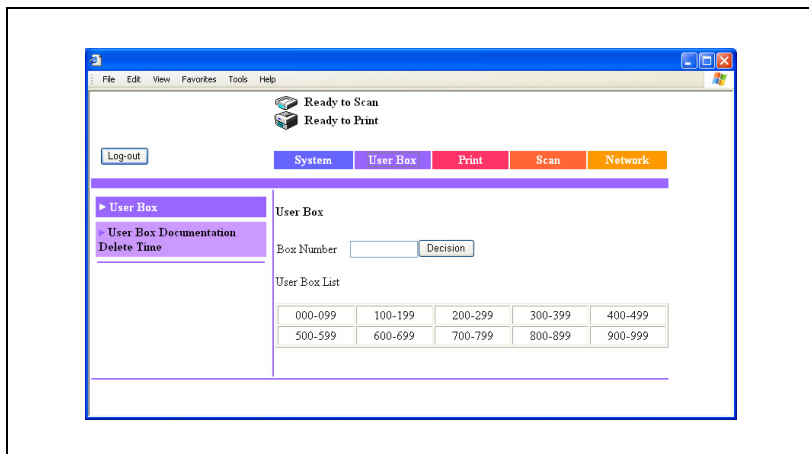 File Edit View Favorites Tools Help
Ready to Scan
Ready to Print
Log-out
System User Box Print Scan Network
User Box
User Box Documentation
Delete Time
User Box
Box Number Decision
User Box List
000-099 100-199 200-299 300-399 400-499
500-599 600-699 700-799 800-899 900-999